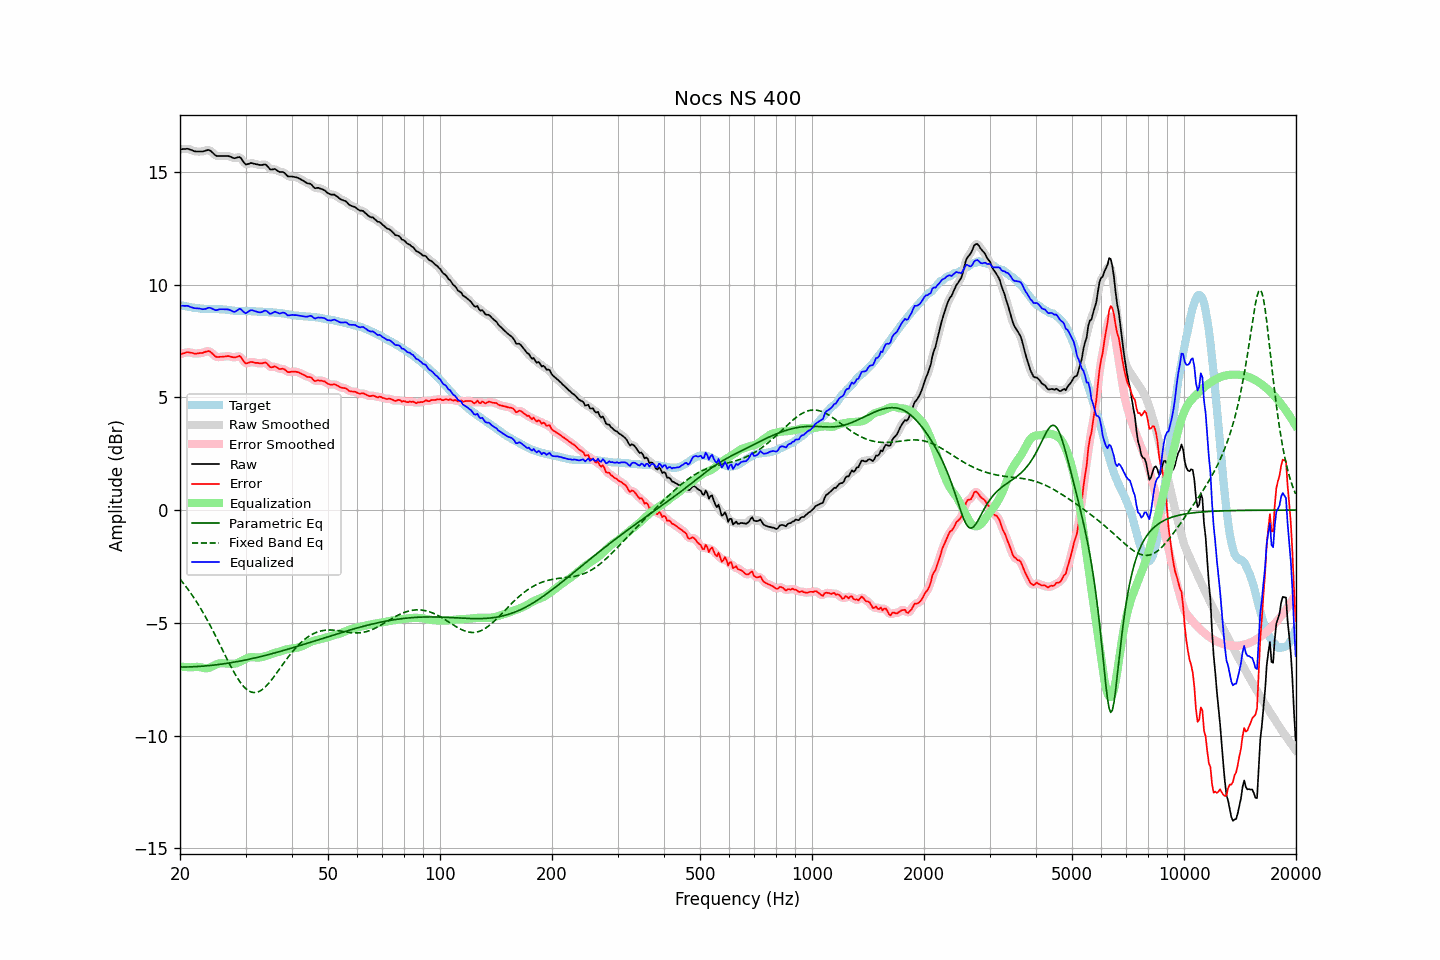 Nocs NS 400
Amplitude (dBr)
15
10
5
0
−5
−10
−15
Target
Raw Smoothed
Error Smoothed
Raw
Error
Equalization
Parametric Eq
Fixed Band Eq
Equalized
20 50 100 200 500 1000 2000 5000 10000 20000
Frequency (Hz)